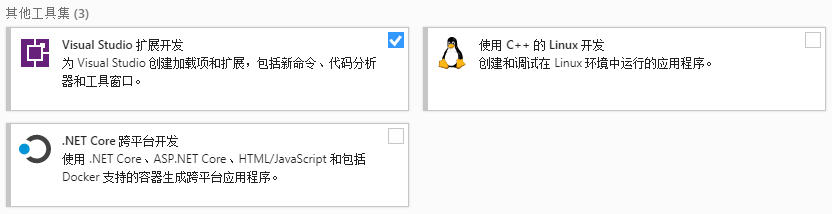 其他工具集 (3)
Visual Studio 扩展开发
为 Visual Studio 创建加载项和扩展，包括新命令、代码分析
器和工具窗口。
使用 C++ 的 Linux 开发
创建和调试在 Linux 环境中运行的应用程序。
.NET Core 跨平台开发
使用 .NET Core、ASP.NET Core、HTML/JavaScript 和包括
Docker 支持的容器生成跨平台应用程序。